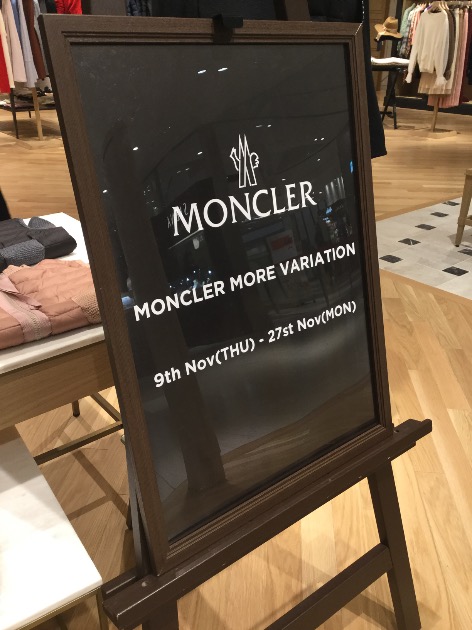 MONCLER
MONCLER MORE VARIATION
9th Nov(THU) - 27st Nov(MON)